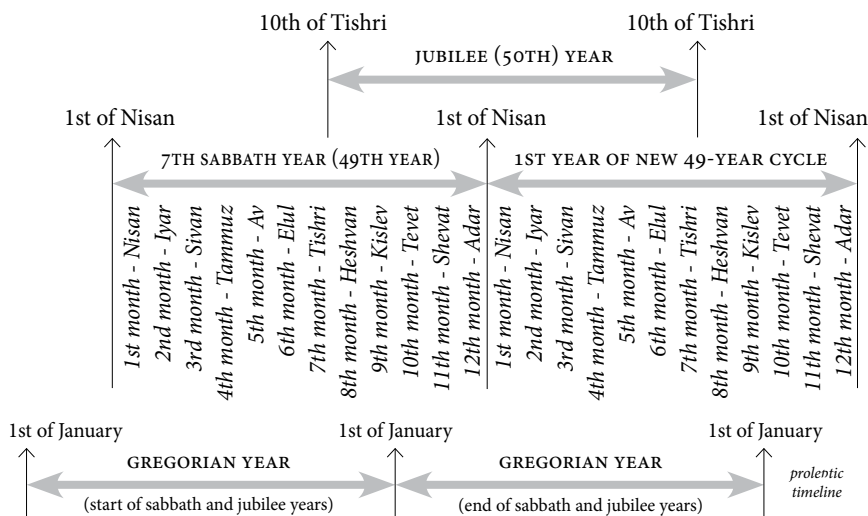 10th of Tishri 10th of Tishri
JUBILEE (50TH) YEAR
1st of Nisan 1st of Nisan 1st of Nisan
7TH SABBATH YEAR (49TH YEAR) 1ST YEAR OF NEW 49-YEAR CYCLE
1st month - Nisan
2nd month - Iyar
3rd month - Sivan
4th month - Tammuz
5th month - Av
6th month - Elul
7th month - Tishri
8th month - Heshvan
9th month - Kislev
10th month - Tevet
11th month - Shevat
12th month - Adar
1st month - Nisan
2nd month - Iyar
3rd month - Sivan
4th month - Tammuz
5th month - Av
6th month - Elul
7th month - Tishri
8th month - Heshvan
9th month - Kislev
10th month - Tevet
11th month - Shevat
12th month - Adar
1st of January 1st of January 1st of January
GREGORIAN YEAR GREGORIAN YEAR
(start of sabbath and jubilee years) (end of sabbath and jubilee years)
proleptic
timeline